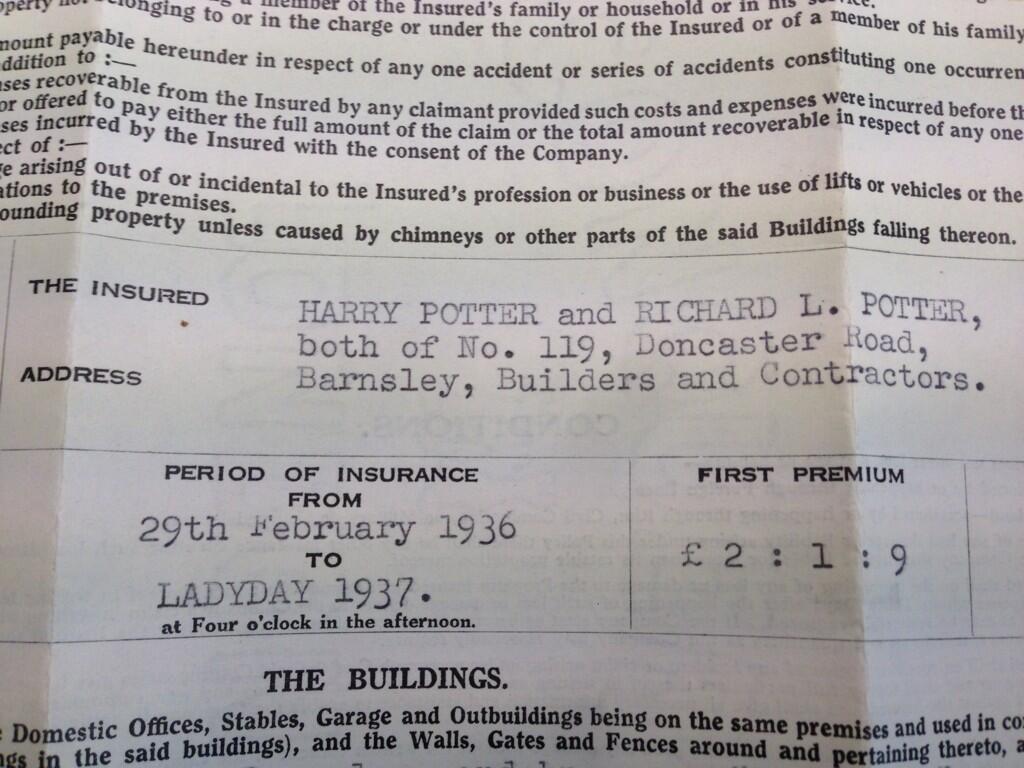 member of the Insured's family or household or in his service.
belonging to or in the charge or under the control of the Insured or of a member of his family
mount payable hereunder in respect of any one accident or series of accidents constituting one occurren
ddition to :—
ses recoverable from the Insured by any claimant provided such costs and expenses were incurred before th
or offered to pay either the full amount of the claim or the total amount recoverable in respect of any one
ses incurred by the Insured with the consent of the Company.
ect of :—
e arising out of or incidental to the Insured's profession or business or the use of lifts or vehicles or the
ations to the premises.
ounding property unless caused by chimneys or other parts of the said Buildings falling thereon.
THE INSURED
HARRY POTTER and RICHARD L. POTTER,
both of No. 119, Doncaster Road,
ADDRESS
Barnsley, Builders and Contractors.
PERIOD OF INSURANCE
FROM
29th February 1936
TO
LADYDAY 1937.
at Four o'clock in the afternoon.
FIRST PREMIUM
£ 2 : 1 : 9
THE BUILDINGS.
Domestic Offices, Stables, Garage and Outbuildings being on the same premises and used in co
ngs in the said buildings), and the Walls, Gates and Fences around and pertaining thereto, a